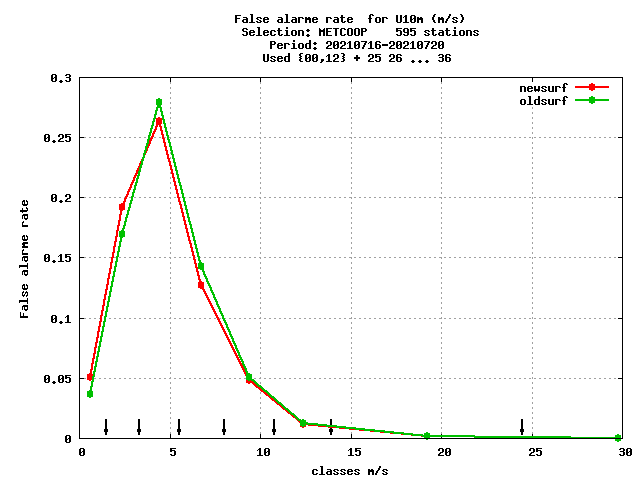 False alarme rate  for U10m (m/s)
Selection: METCOOP    595 stations
Period: 20210716-20210720
Used {00,12} + 25 26 ... 36
newsurf
oldsurf
0.3
0.25
0.2
0.15
0.1
0.05
0
False alarme rate
0 5 10 15 20 25 30
classes m/s